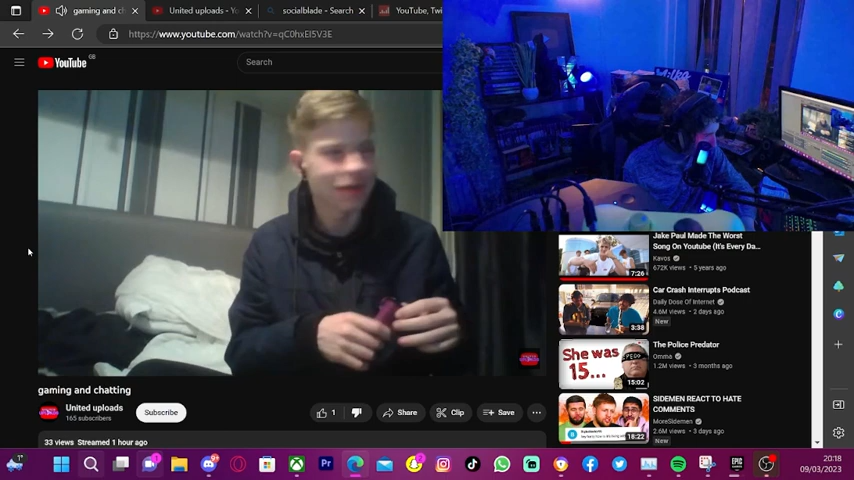 gaming and ch
United uploads - Yo
socialblade - Search
YouTube, Twi
https://www.youtube.com/watch?v=qC0hxEI5V3E
YouTube GB
Search
Milko
Jake Paul Made The Worst
Song On Youtube (It's Every Da...
Kavos
672K views • 5 years ago
7:26
Car Crash Interrupts Podcast
Daily Dose Of Internet
4.6M views • 2 days ago
New
3:38
The Police Predator
Omma
1.2M views • 3 months ago
She was
15...
15:02
SIDEMEN REACT TO HATE
COMMENTS
MoreSidemen
2.6M views • 3 days ago
New
18:22
gaming and chatting
United uploads
165 subscribers
Subscribe
1
Share
Clip
Save
33 views Streamed 1 hour ago
Pr
EPIC
20:18
09/03/2023